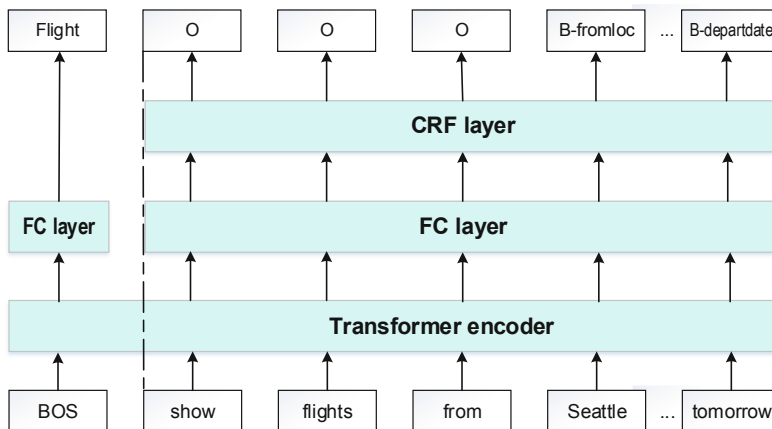 Flight O O O B-fromloc ... B-departdate
CRF layer
FC layer FC layer
Transformer encoder
BOS show flights from Seattle ... tomorrow